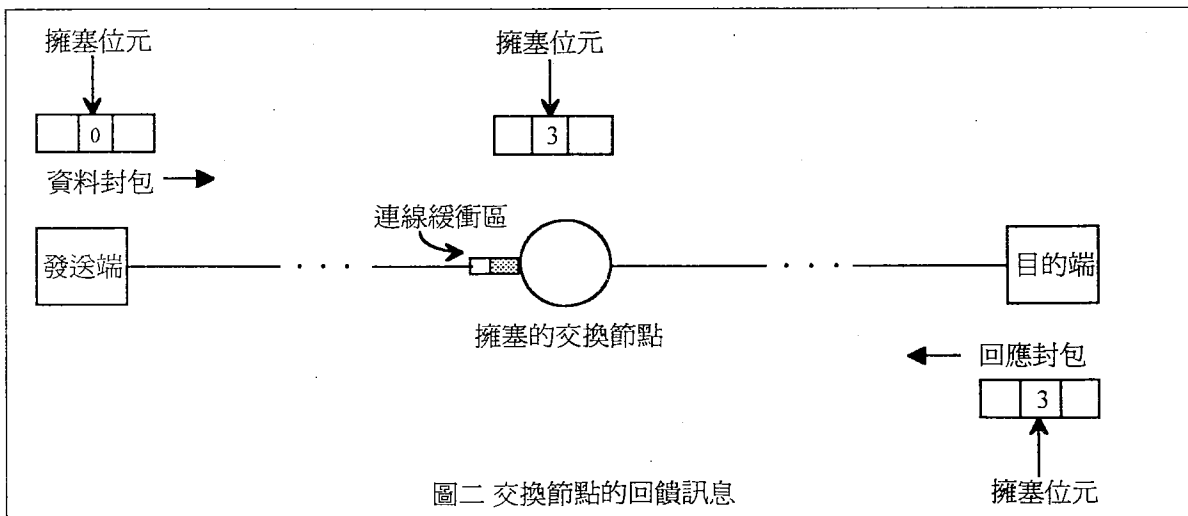 擁塞位元
擁塞位元
0
3
資料封包
連線緩衝區
發送端
· · ·
· · ·
目的端
擁塞的交換節點
回應封包
3
圖二 交換節點的回饋訊息
擁塞位元